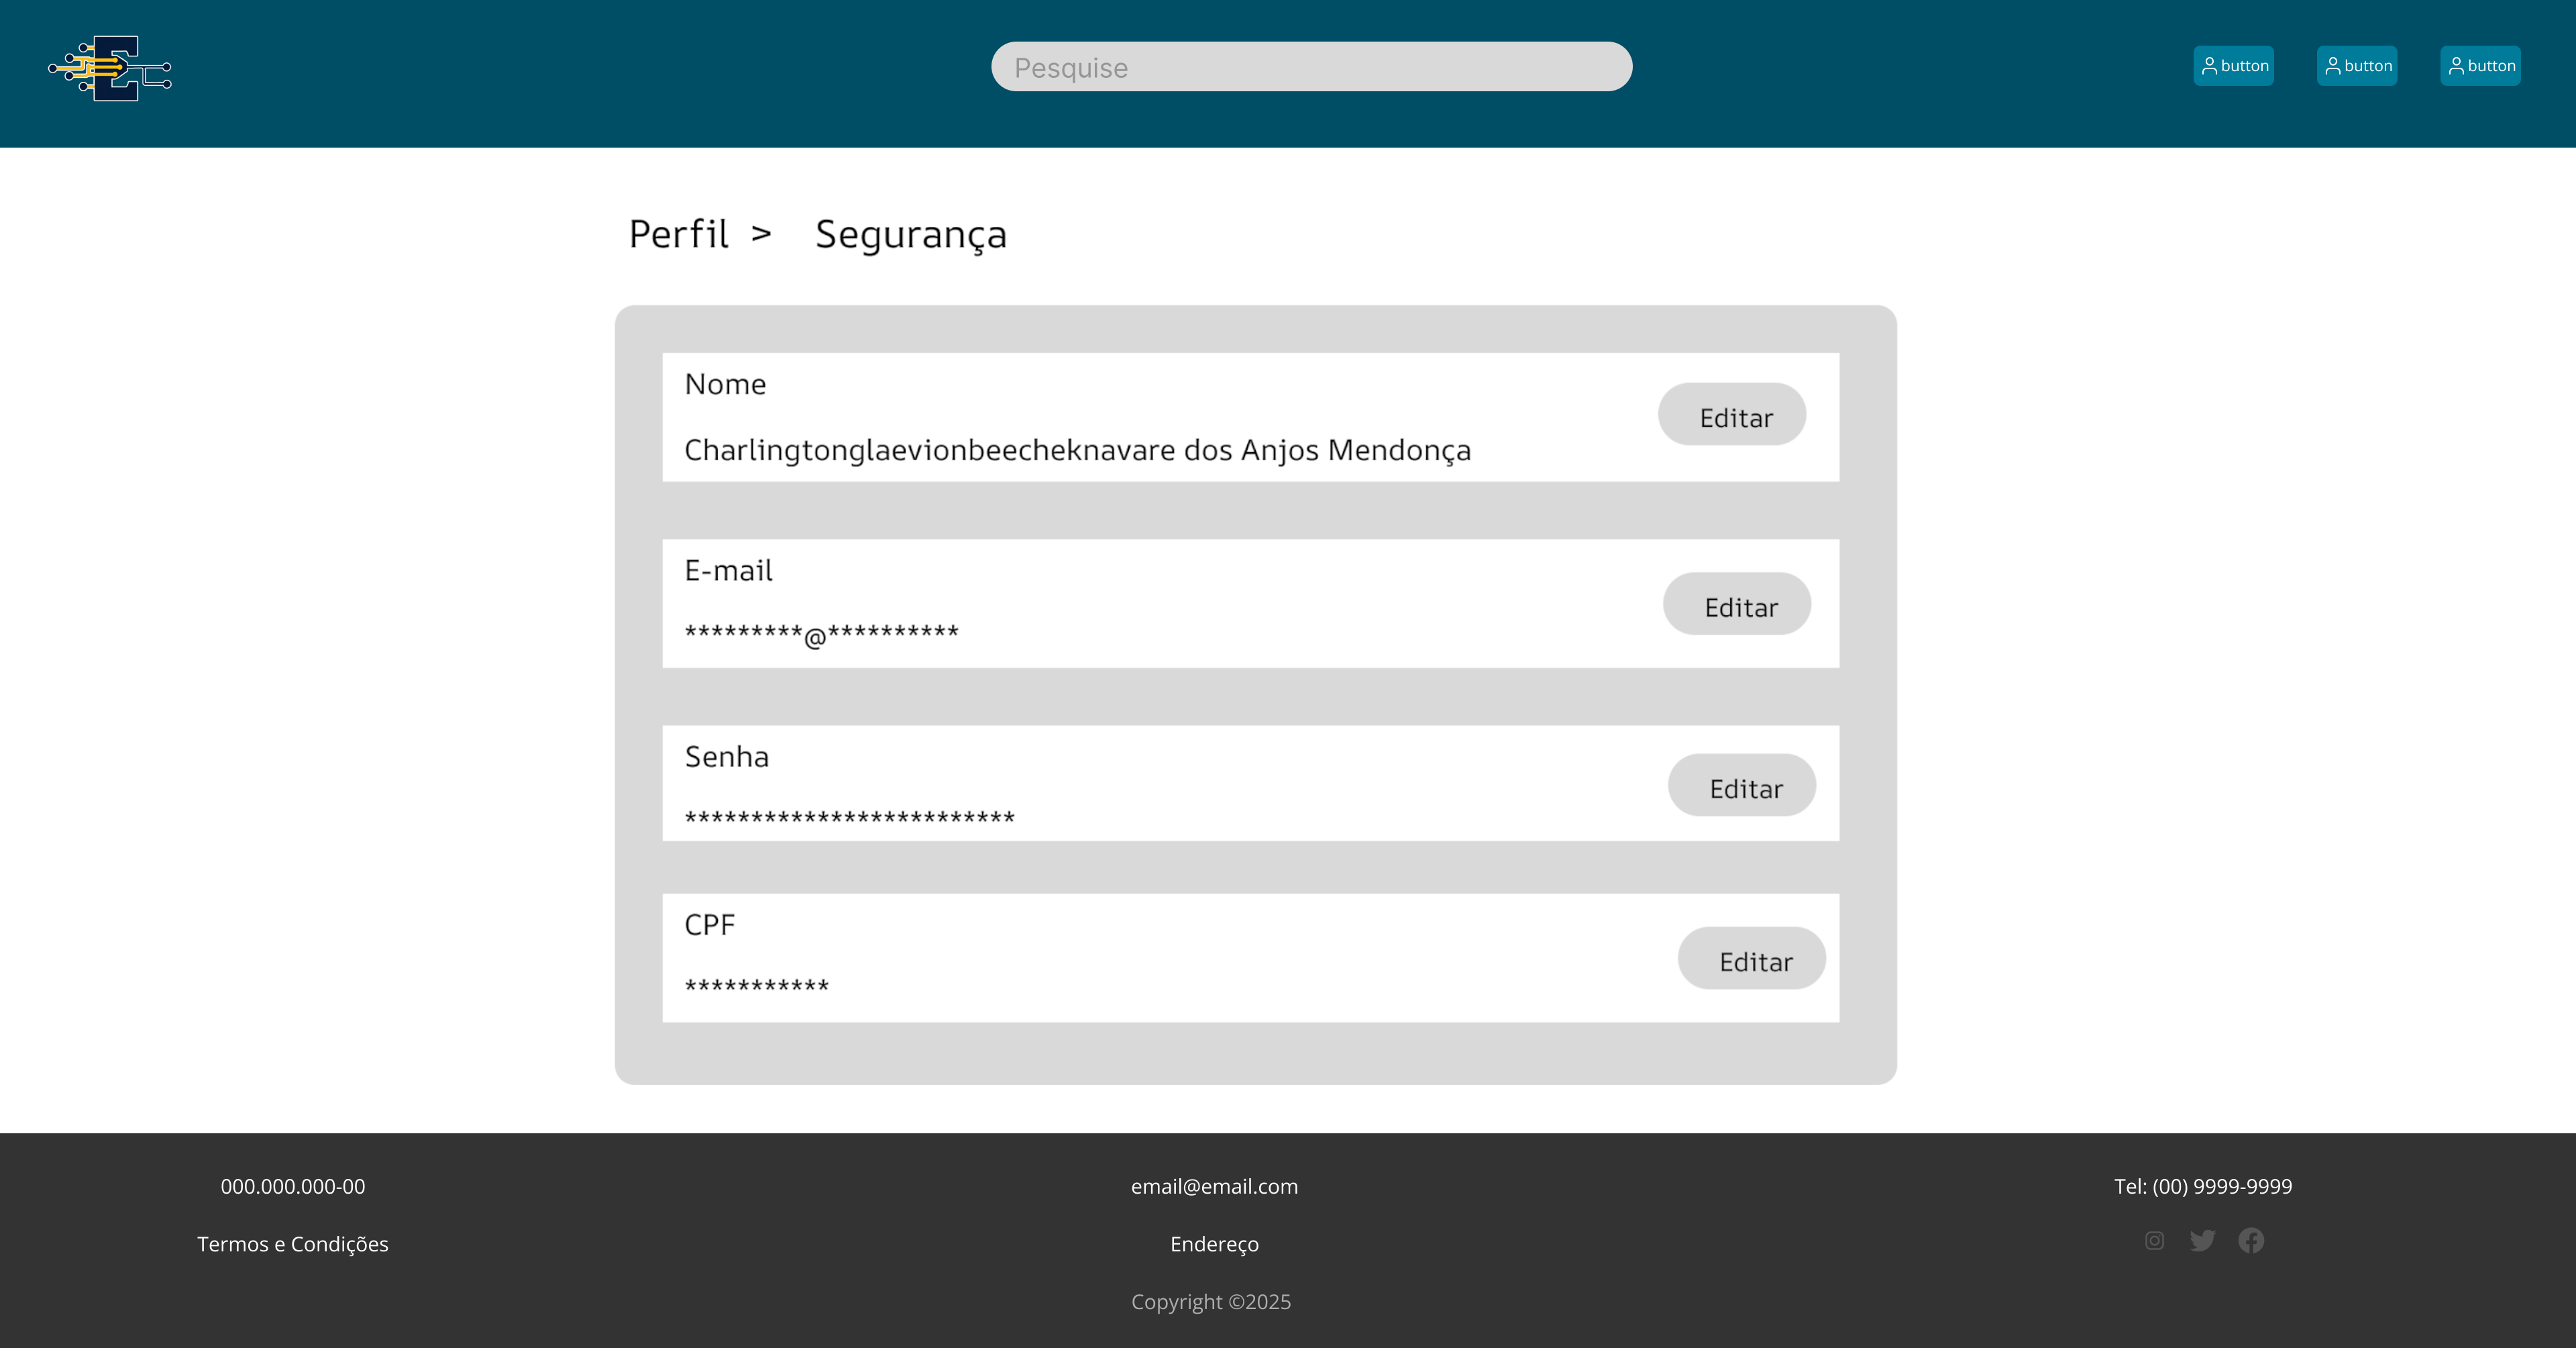 Pesquise
button button button
Perfil > Segurança
Nome
Editar
Charlingtonglaevionbeecheknavare dos Anjos Mendonça
E-mail
Editar
*********@**********
Senha
Editar
*************************
CPF
Editar
***********
000.000.000-00
email@email.com
Tel: (00) 9999-9999
Termos e Condições
Endereço
Copyright ©2025